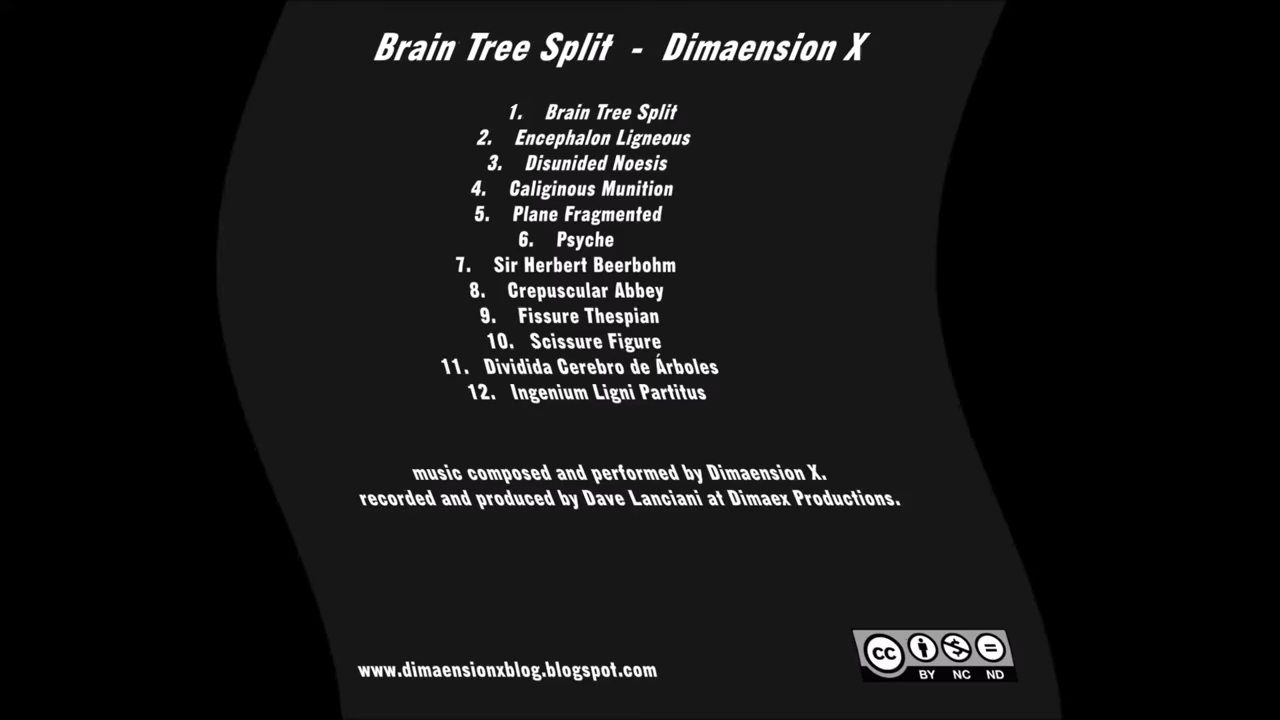 Brain Tree Split - Dimaension X
1. Brain Tree Split
2. Encephalon Ligneous
3. Disunided Noesis
4. Caliginous Munition
5. Plane Fragmented
6. Psyche
7. Sir Herbert Beerbohm
8. Crepuscular Abbey
9. Fissure Thespian
10. Scissure Figure
11. Dividida Cerebro de Árboles
12. Ingenium Ligni Partitus
music composed and performed by Dimaension X.
recorded and produced by Dave Lanciani at Dimaex Productions.
www.dimaensionxblog.blogspot.com
CC
BY NC ND